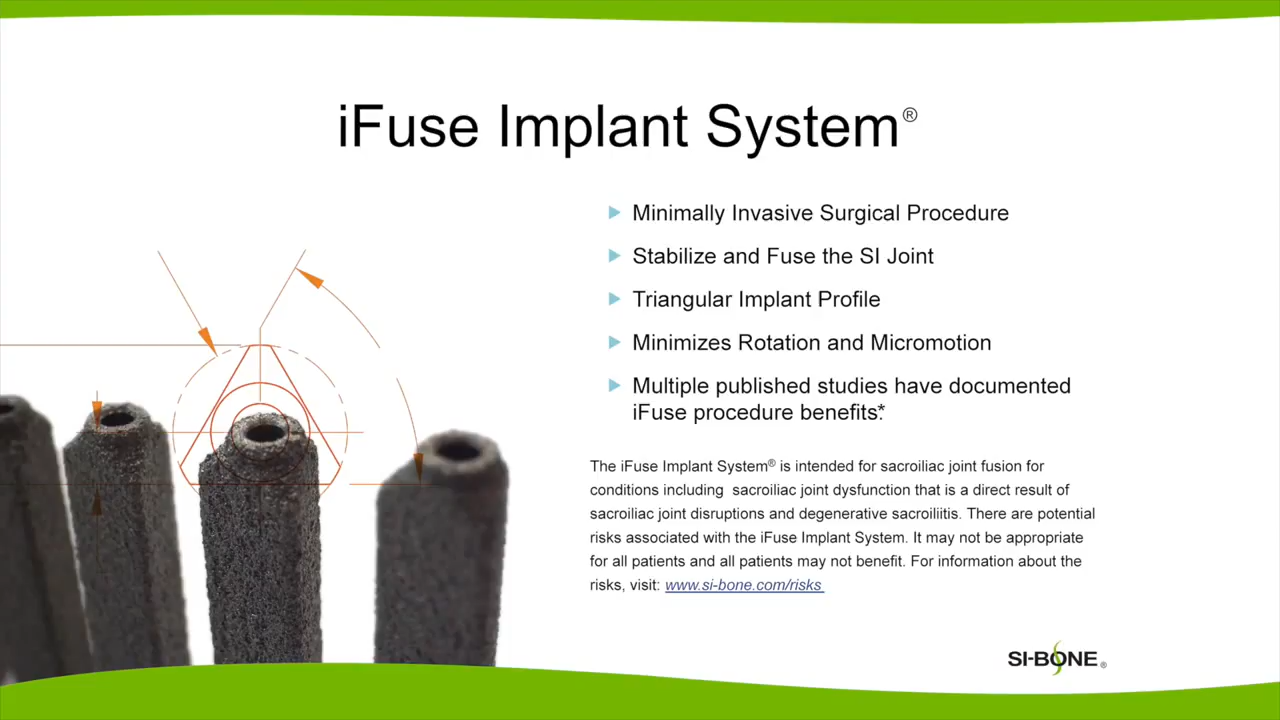 iFuse Implant System®
Minimally Invasive Surgical Procedure
Stabilize and Fuse the SI Joint
Triangular Implant Profile
Minimizes Rotation and Micromotion
Multiple published studies have documented
iFuse procedure benefits*
The iFuse Implant System® is intended for sacroiliac joint fusion for
conditions including sacroiliac joint dysfunction that is a direct result of
sacroiliac joint disruptions and degenerative sacroiliitis. There are potential
risks associated with the iFuse Implant System. It may not be appropriate
for all patients and all patients may not benefit. For information about the
risks, visit: www.si-bone.com/risks
SI-BONE®